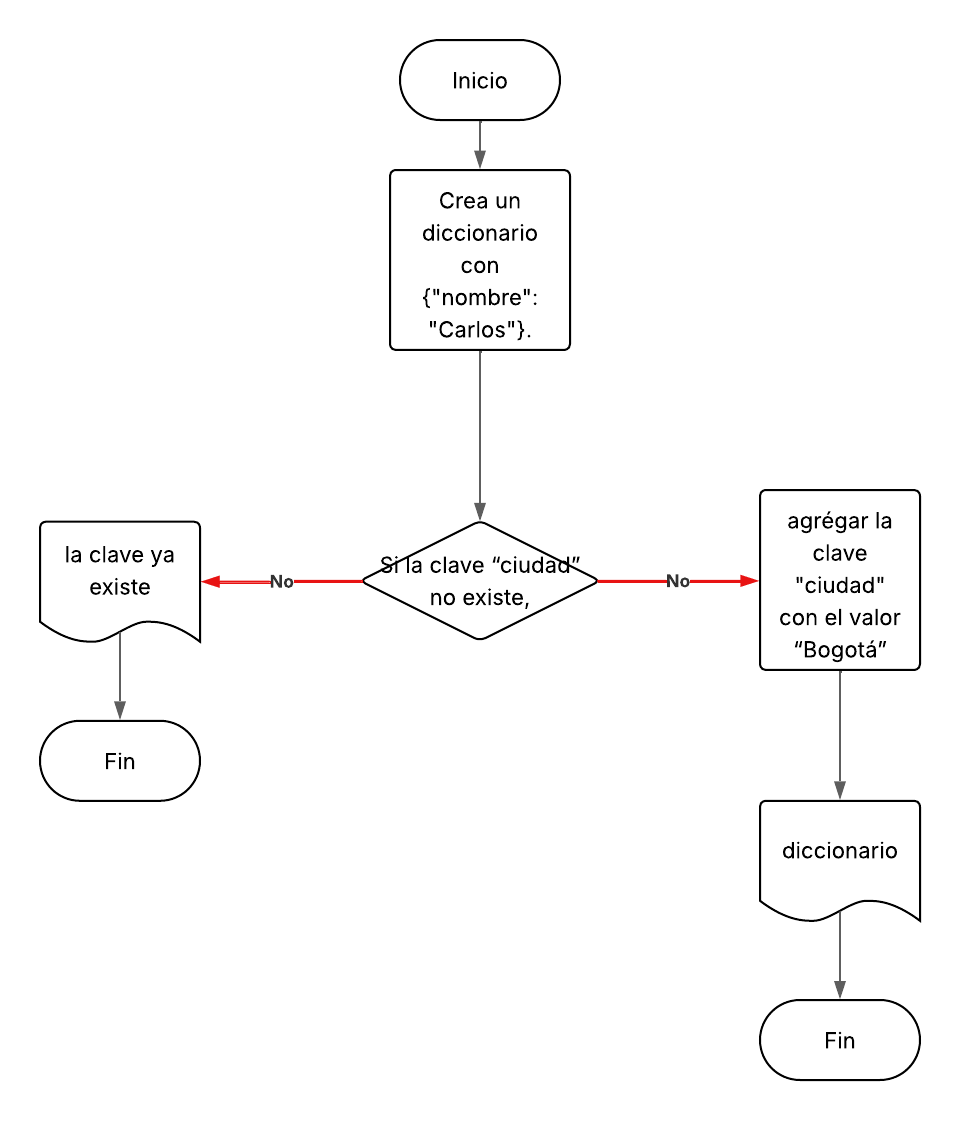 Inicio
Crea un
diccionario
con
{"nombre":
"Carlos"}.
Si la clave “ciudad”
no existe,
No
la clave ya
existe
Fin
No
agrégar la
clave
"ciudad"
con el valor
“Bogotá”
diccionario
Fin